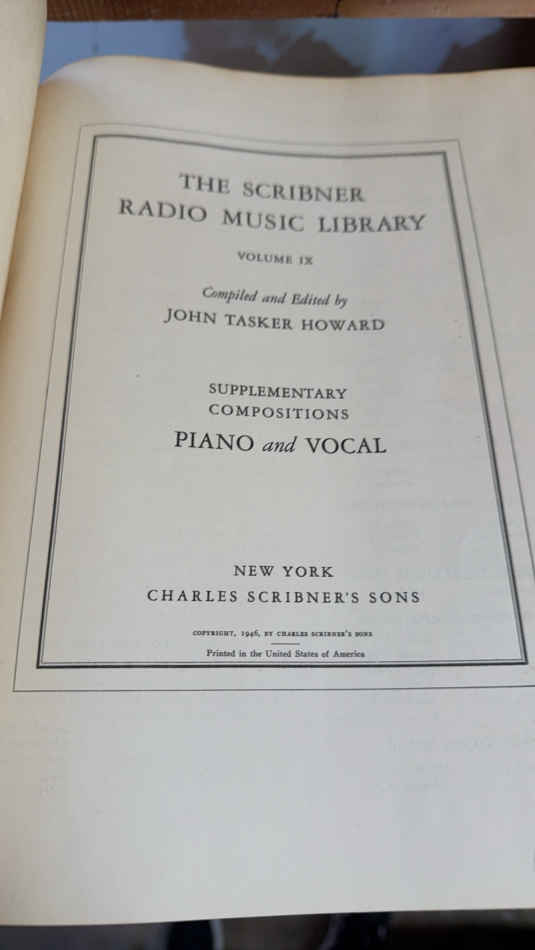 THE SCRIBNER
RADIO MUSIC LIBRARY
VOLUME IX
Compiled and Edited by
JOHN TASKER HOWARD
SUPPLEMENTARY
COMPOSITIONS
PIANO and VOCAL
NEW YORK
CHARLES SCRIBNER'S SONS
COPYRIGHT, 1946, BY CHARLES SCRIBNER'S SONS
Printed in the United States of America